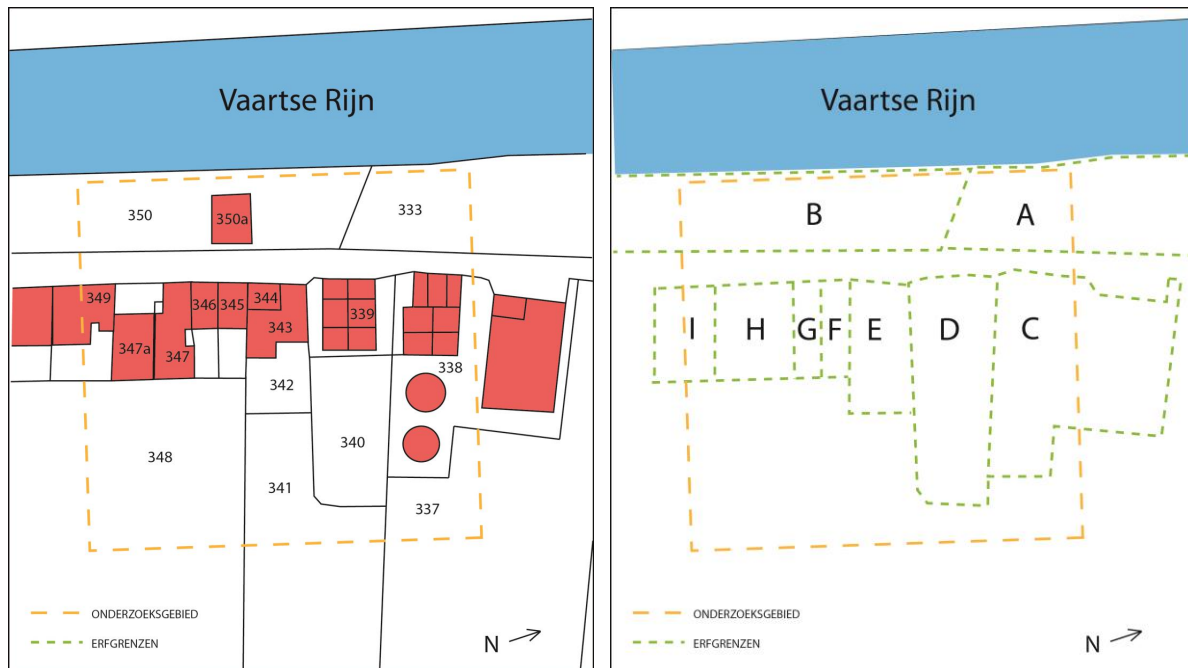 Vaartse Rijn
350
350a
333
349
346
345
344
343
339
347a
347
342
338
348
340
341
337
ONDERZOEKSGEBIED
ERFGRENZEN
N
Vaartse Rijn
B
A
I
H
G
F
E
D
C
ONDERZOEKSGEBIED
ERFGRENZEN
N